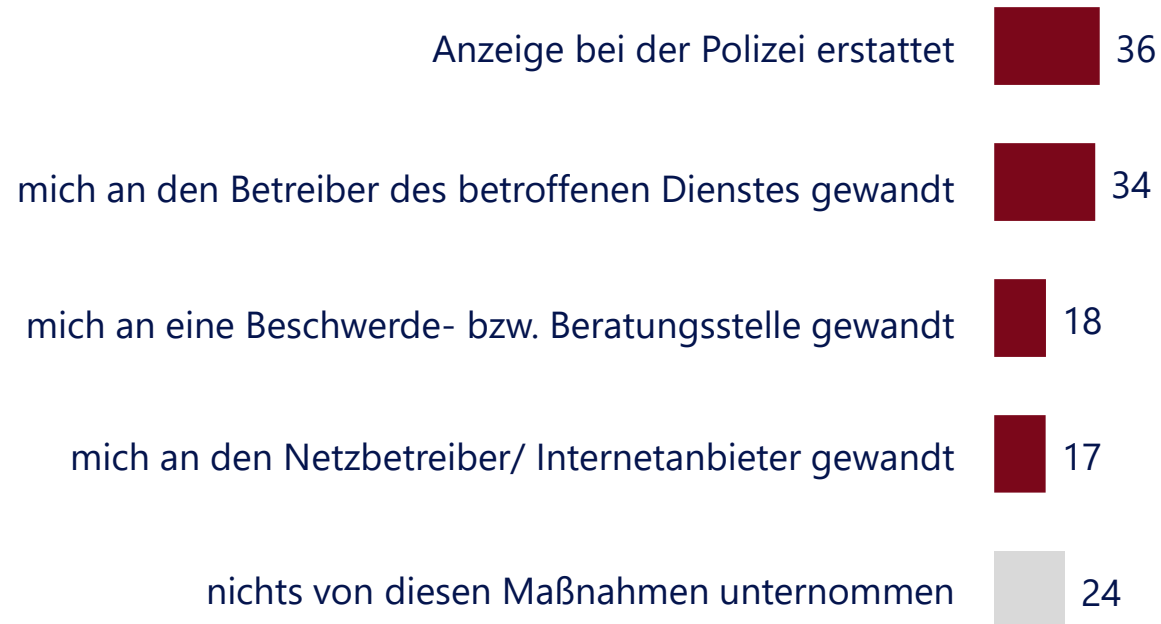 Anzeige bei der Polizei erstattet 36
mich an den Betreiber des betroffenen Dienstes gewandt 34
mich an eine Beschwerde- bzw. Beratungsstelle gewandt 18
mich an den Netzbetreiber/ Internetanbieter gewandt 17
nichts von diesen Maßnahmen unternommen 24